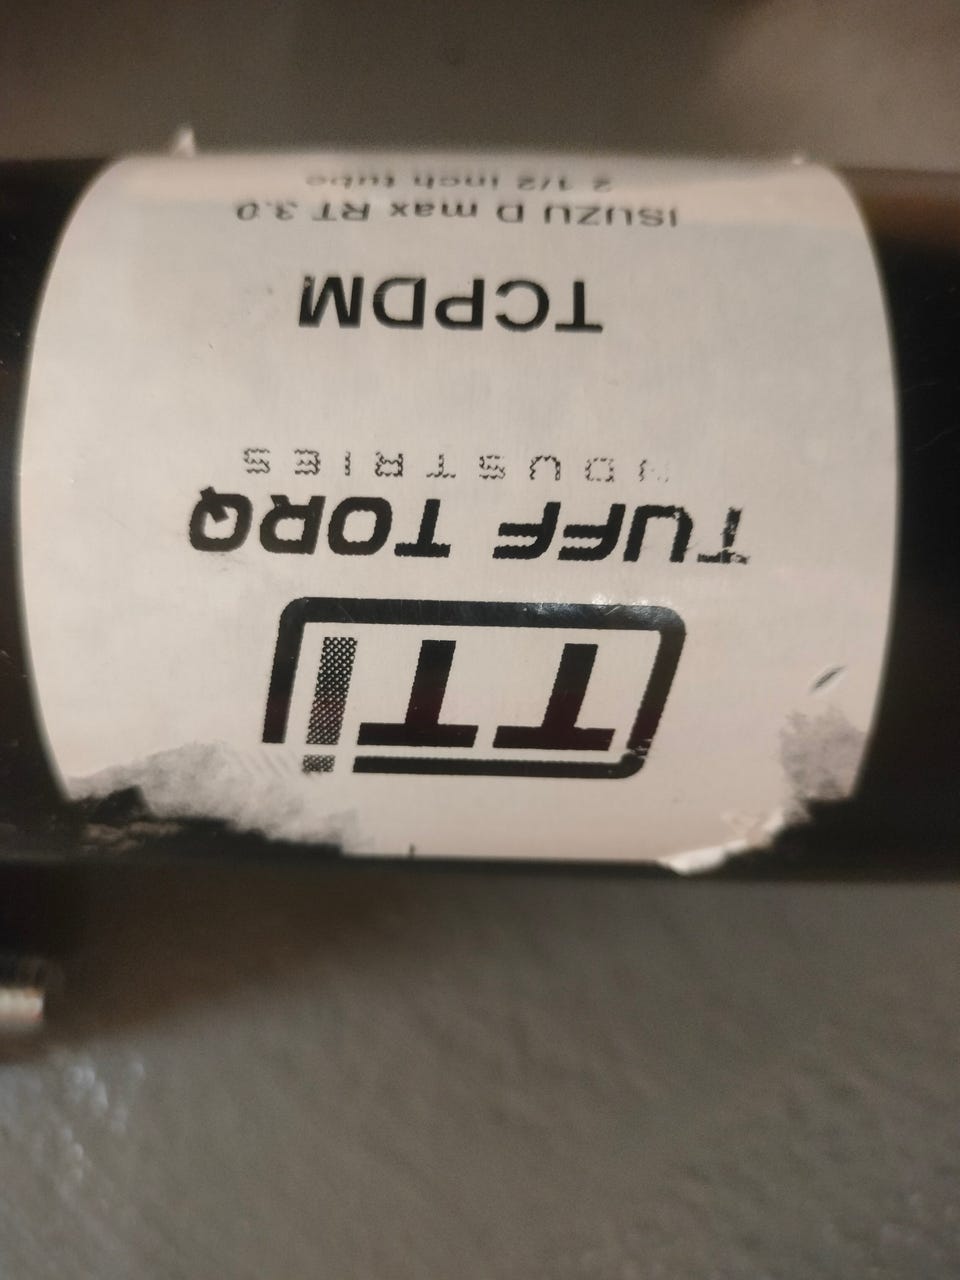 TTi
TUFF TORQ
INDUSTRIES
TCPDM
ISUZU D max RT 3.0
2 1/2 inch tube